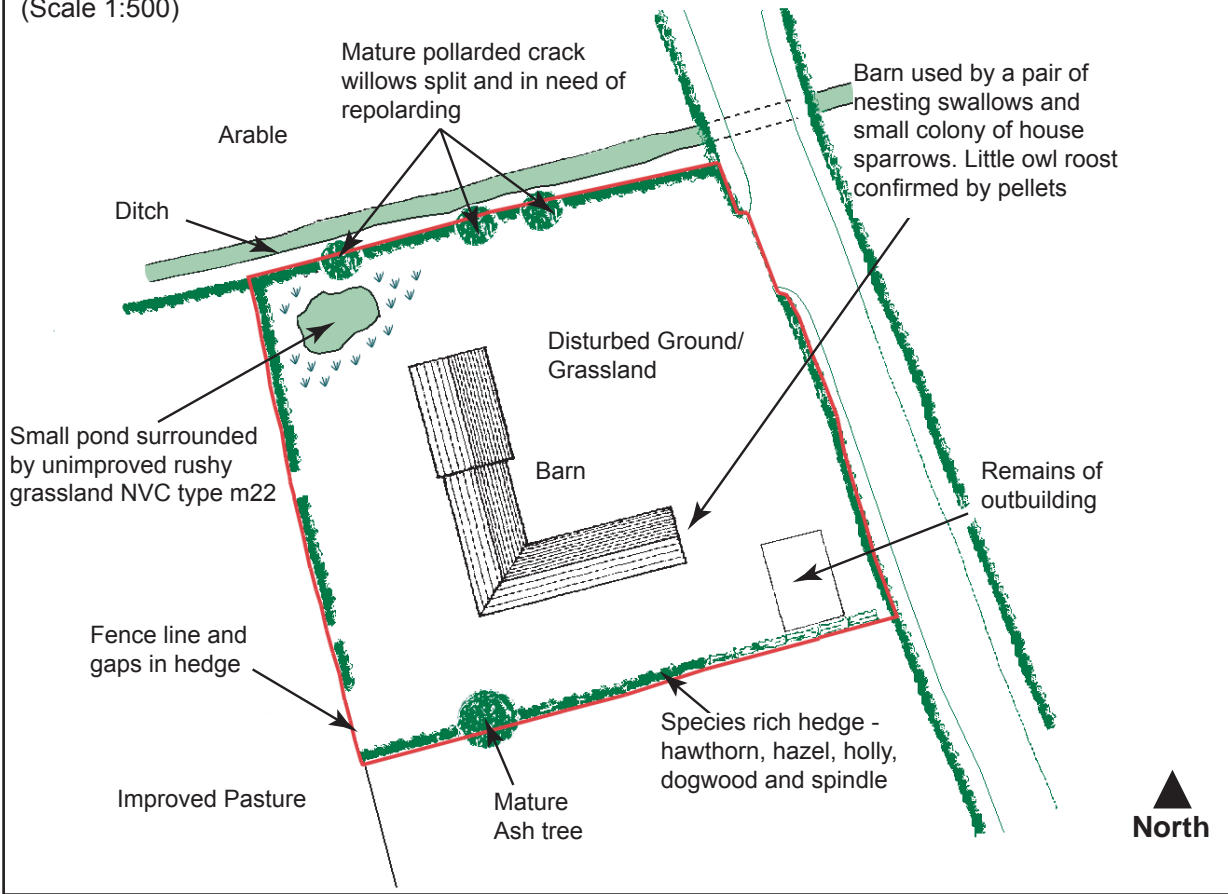 (Scale 1:500)
Mature pollarded crack
willows split and in need of
repolarding
Barn used by a pair of
nesting swallows and
small colony of house
sparrows. Little owl roost
confirmed by pellets
Arable
Ditch
Disturbed Ground/
Grassland
Small pond surrounded
by unimproved rushy
grassland NVC type m22
Barn
Remains of
outbuilding
Fence line and
gaps in hedge
Species rich hedge -
hawthorn, hazel, holly,
dogwood and spindle
Improved Pasture
Mature
Ash tree
North